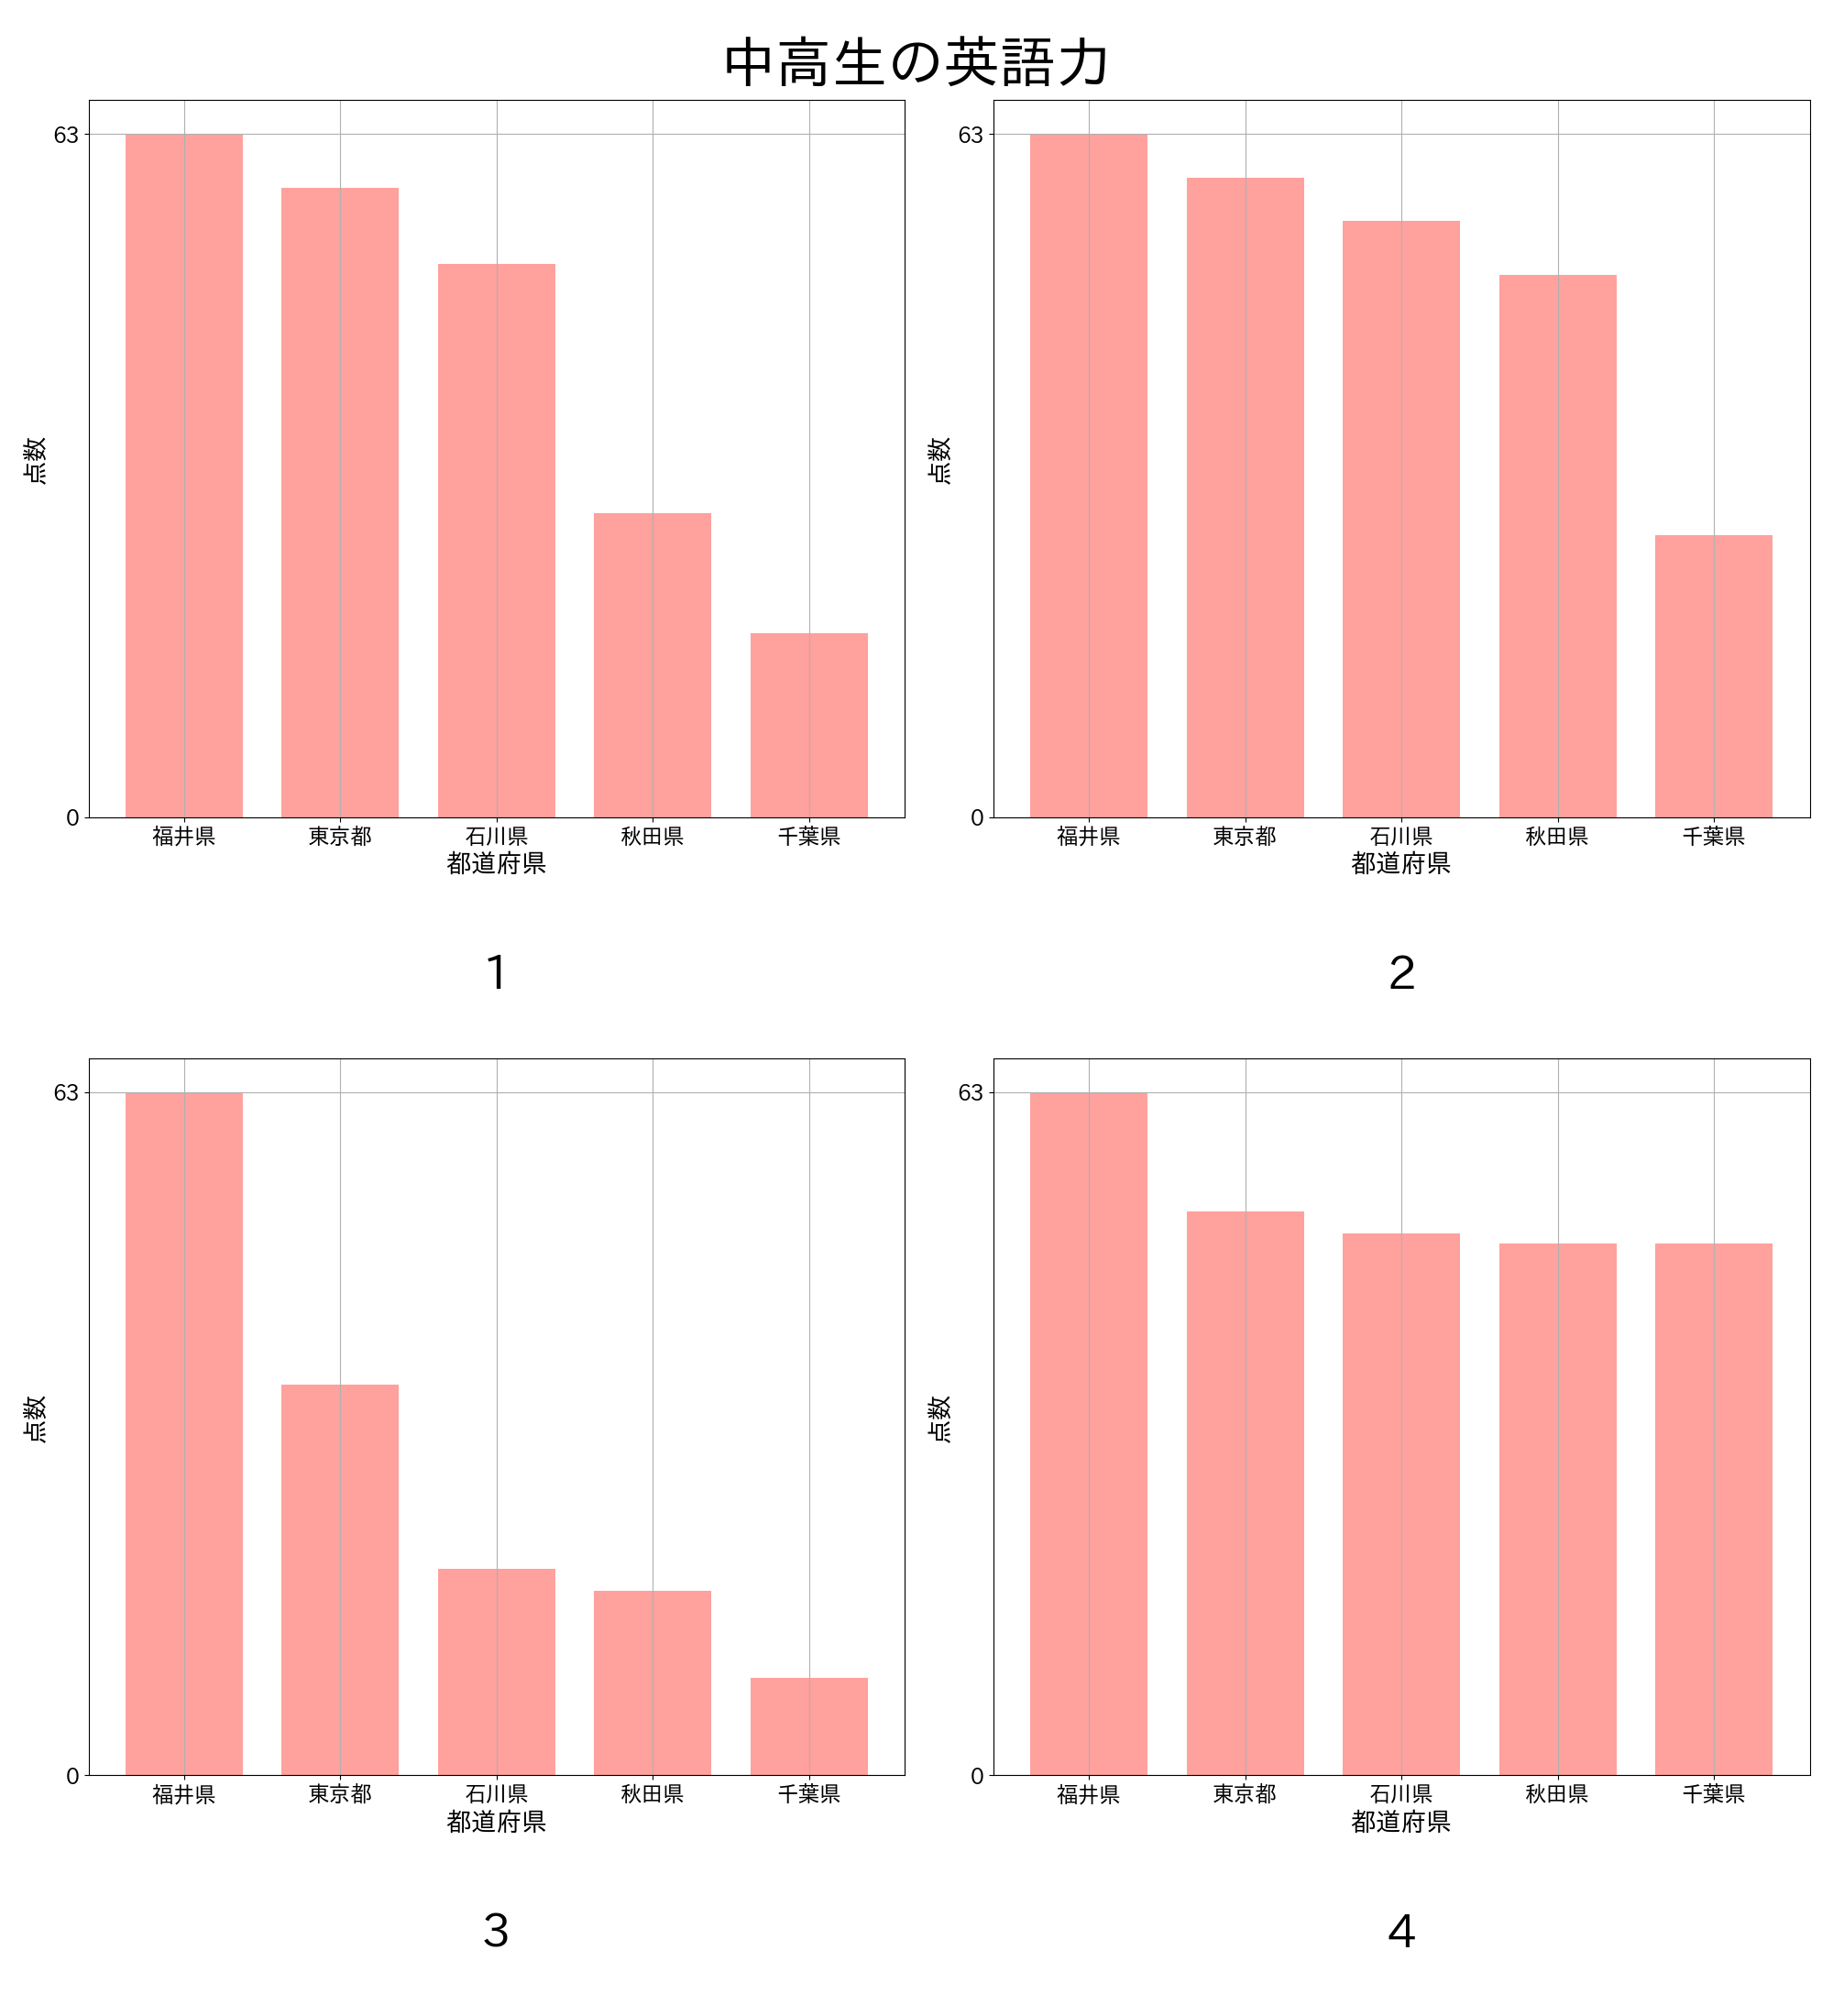 中高生の英語力
63
点数
0
福井県 東京都 石川県 秋田県 千葉県
都道府県
1
63
点数
0
福井県 東京都 石川県 秋田県 千葉県
都道府県
2
63
点数
0
福井県 東京都 石川県 秋田県 千葉県
都道府県
3
63
点数
0
福井県 東京都 石川県 秋田県 千葉県
都道府県
4